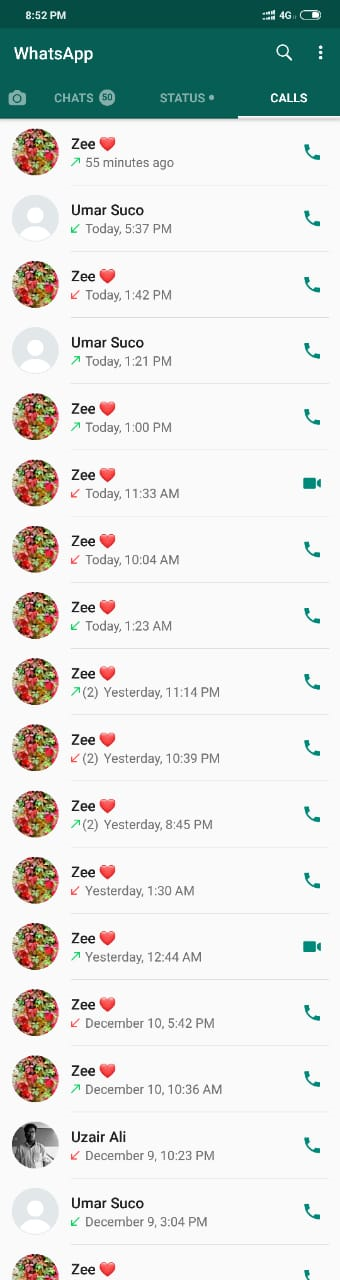 8:52 PM 4G
WhatsApp
CHATS 50 STATUS CALLS
Zee ❤️
55 minutes ago
Umar Suco
Today, 5:37 PM
Zee ❤️
Today, 1:42 PM
Umar Suco
Today, 1:21 PM
Zee ❤️
Today, 1:00 PM
Zee ❤️
Today, 11:33 AM
Zee ❤️
Today, 10:04 AM
Zee ❤️
Today, 1:23 AM
Zee ❤️
(2) Yesterday, 11:14 PM
Zee ❤️
(2) Yesterday, 10:39 PM
Zee ❤️
(2) Yesterday, 8:45 PM
Zee ❤️
Yesterday, 1:30 AM
Zee ❤️
Yesterday, 12:44 AM
Zee ❤️
December 10, 5:42 PM
Zee ❤️
December 10, 10:36 AM
Uzair Ali
December 9, 10:23 PM
Umar Suco
December 9, 3:04 PM
Zee ❤️